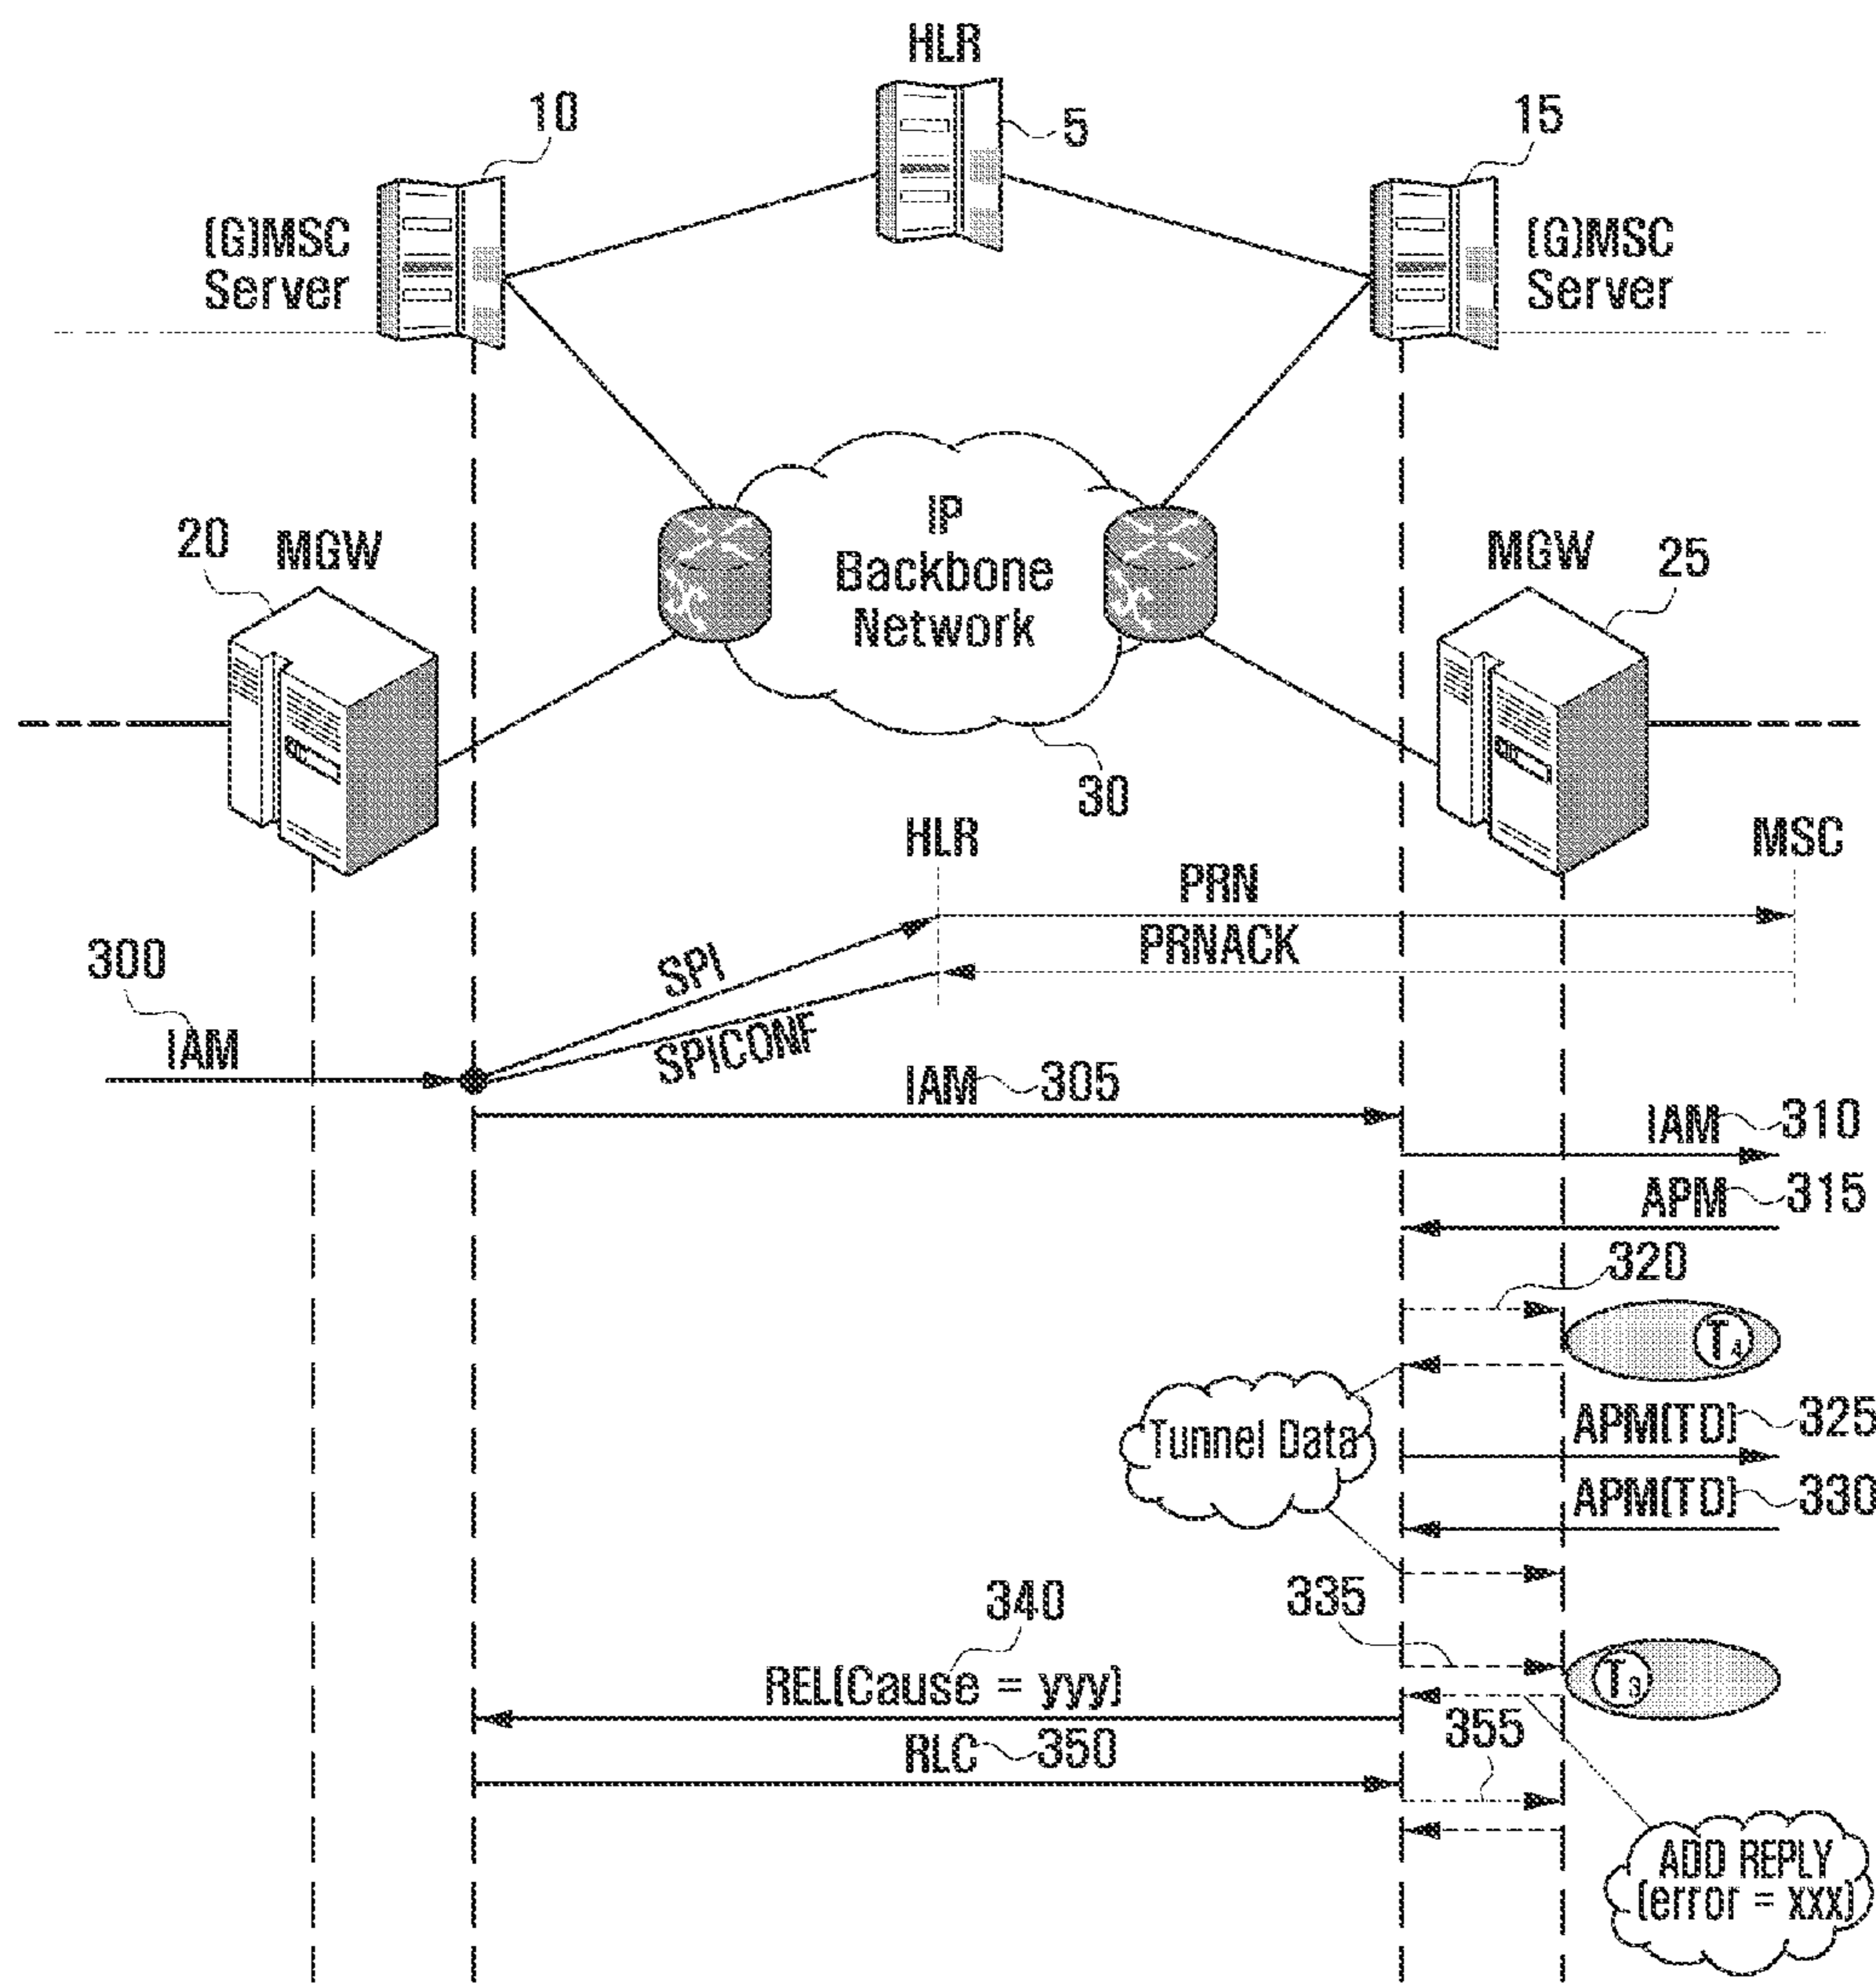 HLR
10
5
15
(G)MSC
Server
(G)MSC
Server
IP
Backbone
Network
20
MGW
MGW
25
30
HLR
MSC
PRN
PRNACK
SPI
SPICONF
300
IAM
IAM 305
IAM 310
APM 315
320
T4
Tunnel Data
APM(TD) 325
APM(TD) 330
335
340
REL(Cause = yyy)
T3
355
RLC 350
ADD REPLY
(error = xxx)